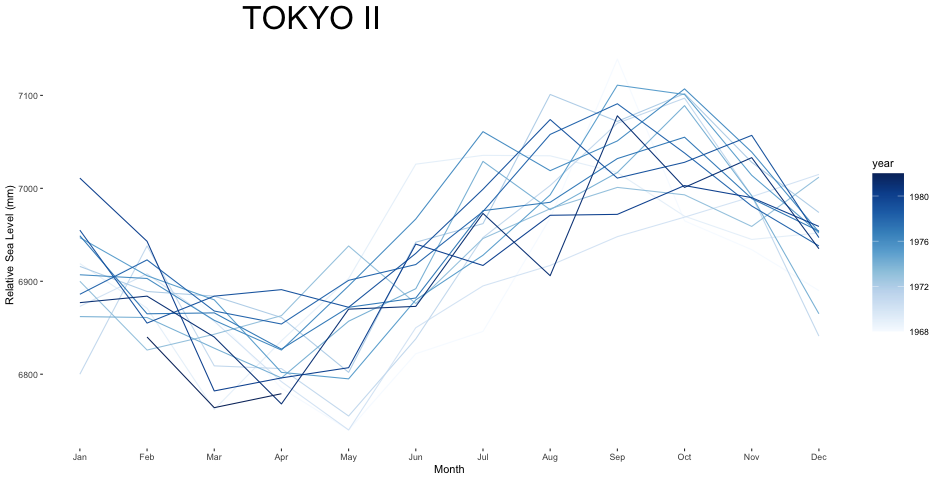 TOKYO II
Relative Sea Level (mm)
7100
7000
6900
6800
Jan Feb Mar Apr May Jun Jul Aug Sep Oct Nov Dec
Month
year
1980
1976
1972
1968